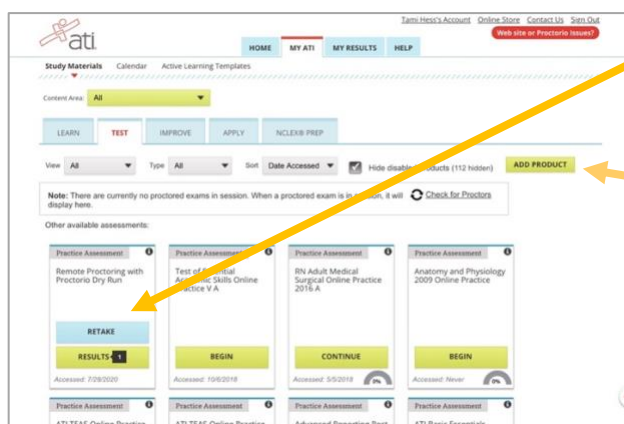 Tami Hess's Account Online Store Contact Us Sign Out
Web site or Proctorio Issues?
ati
HOME MY ATI MY RESULTS HELP
Study Materials Calendar Active Learning Templates
Content Area: All
LEARN TEST IMPROVE APPLY NCLEX® PREP
View All Type All Sort Date Accessed Hide products (112 hidden) ADD PRODUCT
Note: There are currently no proctored exams in session. When a proctored exam is in session, it will
display here.
Check for Proctors
Other available assessments:
Practice Assessment
Remote Proctoring with
Proctorio Dry Run
RETAKE
RESULTS 1
Accessed: 7/29/2020
Practice Assessment
Test of
Skills Online
Practice V A
BEGIN
Accessed: 10/6/2018
Practice Assessment
RN Adult Medical
Surgical Online Practice
2016 A
CONTINUE
Accessed: 5/5/2018 0%
Practice Assessment
Anatomy and Physiology
2009 Online Practice
BEGIN
Accessed: Never 0%
Practice Assessment
Practice Assessment
Practice Assessment
Practice Assessment